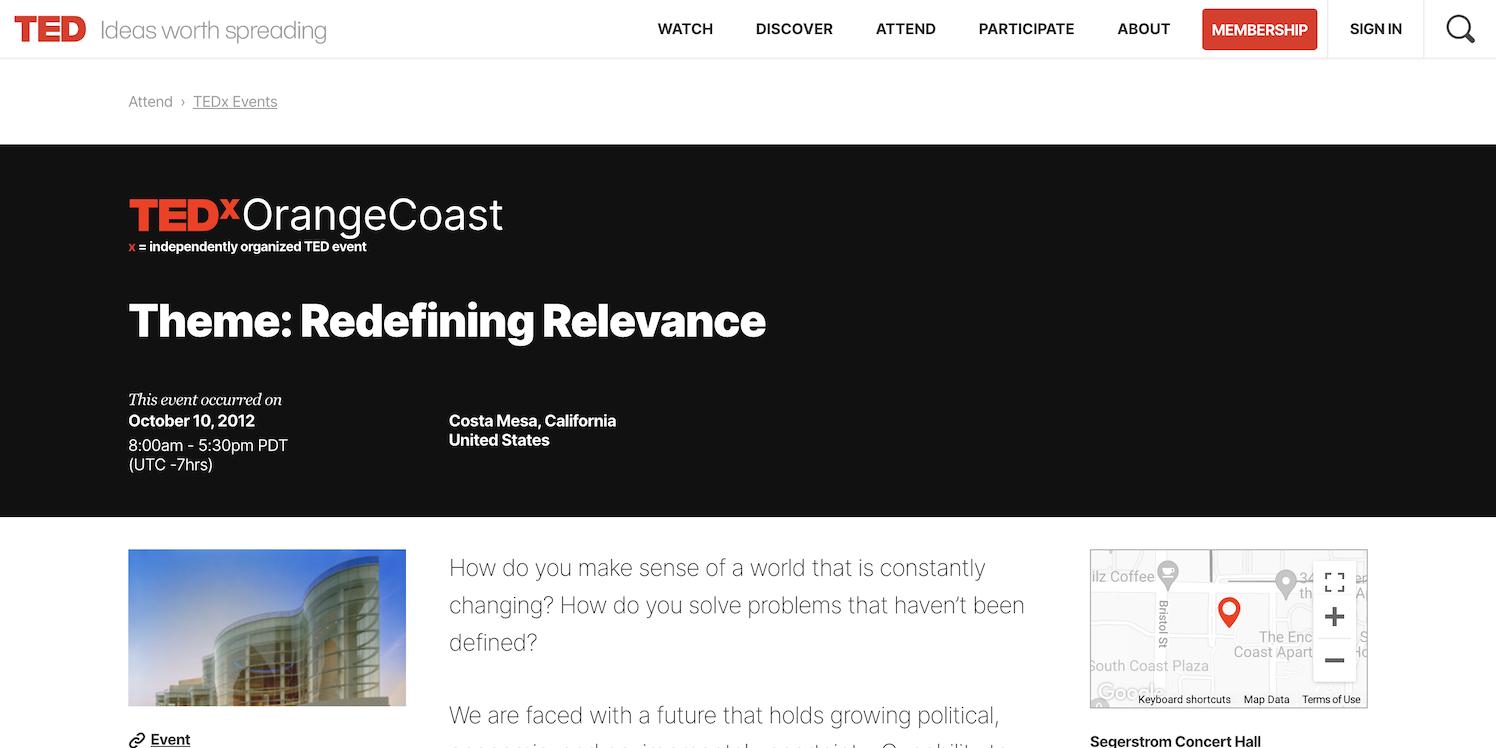 TED Ideas worth spreading
WATCH DISCOVER ATTEND PARTICIPATE ABOUT MEMBERSHIP SIGN IN
Attend › TEDx Events
TEDxOrangeCoast
x = independently organized TED event
Theme: Redefining Relevance
This event occurred on
October 10, 2012
8:00am - 5:30pm PDT
(UTC -7hrs)
Costa Mesa, California
United States
Event
How do you make sense of a world that is constantly
changing? How do you solve problems that haven’t been
defined?
We are faced with a future that holds growing political,
Coffee
Bristol St
The
Coast
South Coast Plaza
Google
Keyboard shortcuts Map Data Terms of Use
Segerstrom Concert Hall